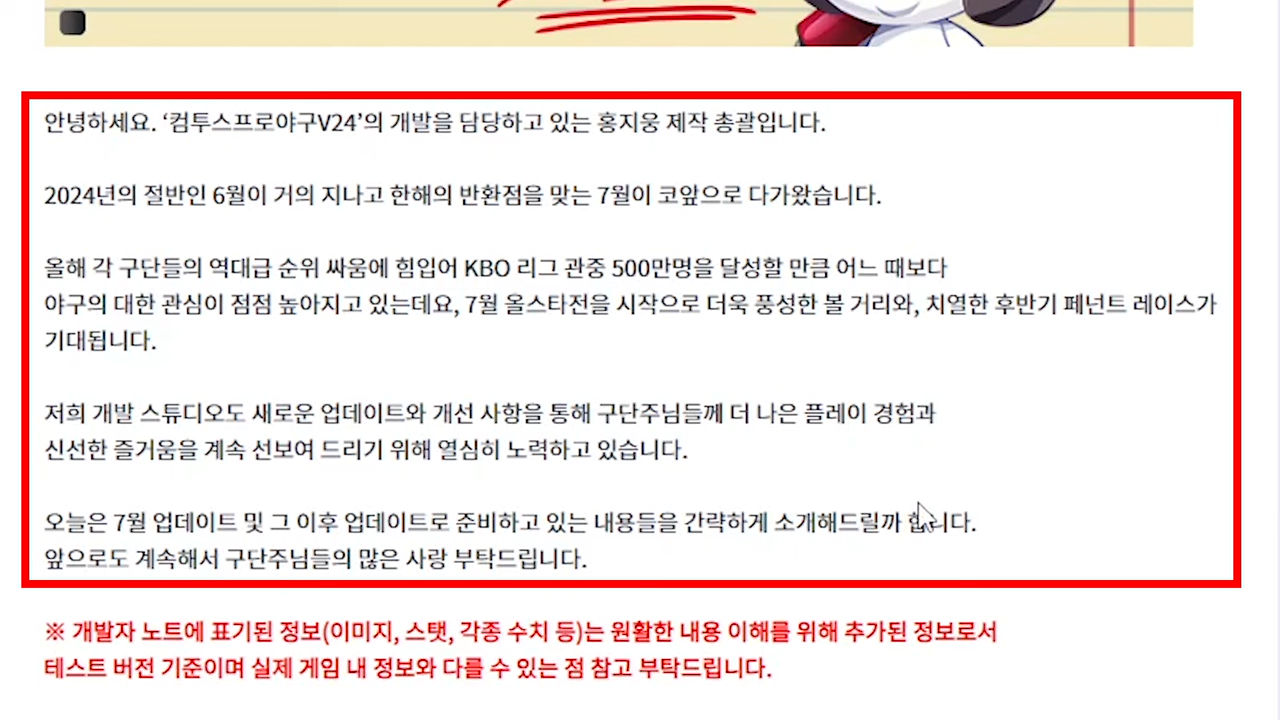 안녕하세요. ‘컴투스프로야구V24’의 개발을 담당하고 있는 홍지웅 제작 총괄입니다.
2024년의 절반인 6월이 거의 지나고 한해의 반환점을 맞는 7월이 코앞으로 다가왔습니다.
올해 각 구단들의 역대급 순위 싸움에 힘입어 KBO 리그 관중 500만명을 달성할 만큼 어느 때보다
야구의 대한 관심이 점점 높아지고 있는데요, 7월 올스타전을 시작으로 더욱 풍성한 볼 거리와, 치열한 후반기 페넌트 레이스가
기대됩니다.
저희 개발 스튜디오도 새로운 업데이트와 개선 사항을 통해 구단주님들께 더 나은 플레이 경험과
신선한 즐거움을 계속 선보여 드리기 위해 열심히 노력하고 있습니다.
오늘은 7월 업데이트 및 그 이후 업데이트로 준비하고 있는 내용들을 간략하게 소개해드릴까 합니다.
앞으로도 계속해서 구단주님들의 많은 사랑 부탁드립니다.
※ 개발자 노트에 표기된 정보(이미지, 스탯, 각종 수치 등)는 원활한 내용 이해를 위해 추가된 정보로서
테스트 버전 기준이며 실제 게임 내 정보와 다를 수 있는 점 참고 부탁드립니다.